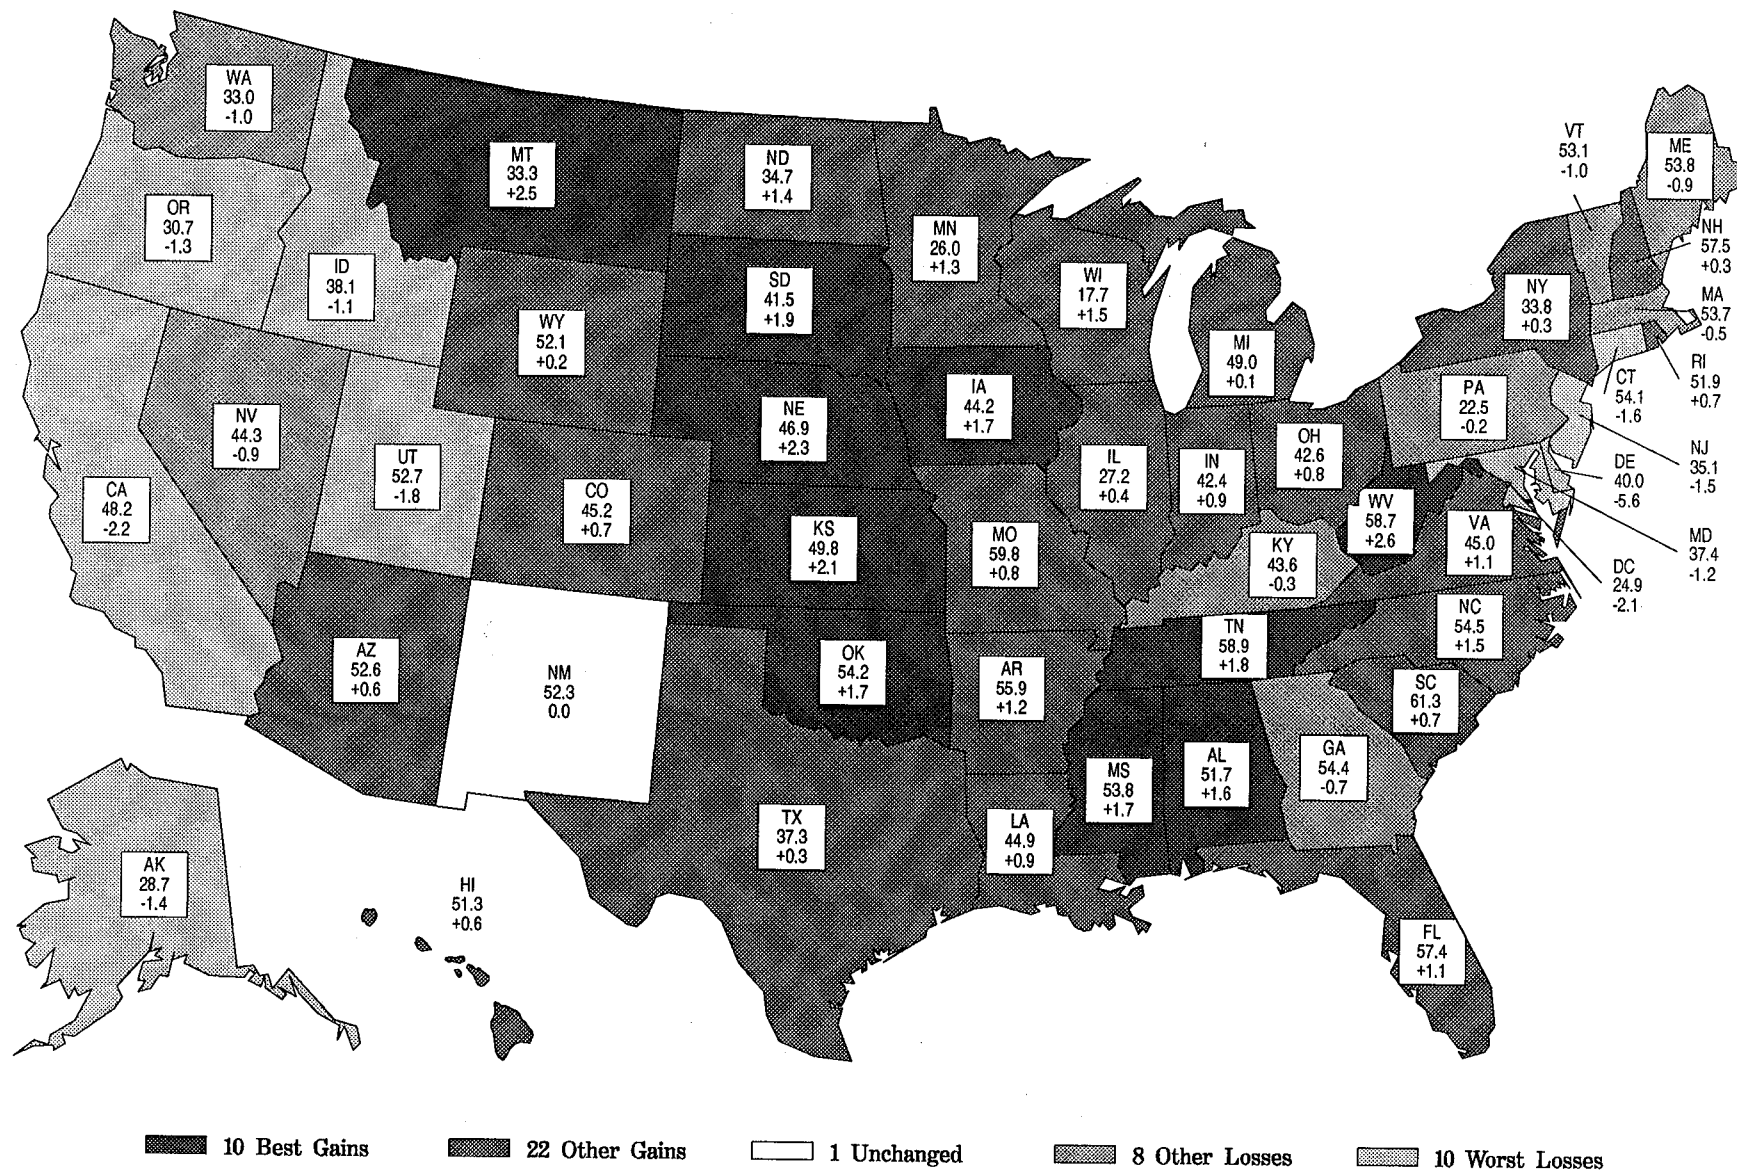 WA
33.0
-1.0
MT
33.3
+2.5
ND
34.7
+1.4
VT
53.1
-1.0
ME
53.8
-0.9
OR
30.7
-1.3
ID
38.1
-1.1
MN
26.0
+1.3
WI
17.7
+1.5
NH
57.5
+0.3
SD
41.5
+1.9
WY
52.1
+0.2
NY
33.8
+0.3
MA
53.7
-0.5
MI
49.0
+0.1
RI
51.9
+0.7
CT
54.1
-1.6
PA
22.5
-0.2
IA
44.2
+1.7
NE
46.9
+2.3
NV
44.3
-0.9
UT
52.7
-1.8
CO
45.2
+0.7
IL
27.2
+0.4
IN
42.4
+0.9
OH
42.6
+0.8
NJ
35.1
-1.5
DE
40.0
-5.6
CA
48.2
-2.2
KS
49.8
+2.1
MO
59.8
+0.8
KY
43.6
-0.3
WV
58.7
+2.6
VA
45.0
+1.1
MD
37.4
-1.2
DC
24.9
-2.1
AZ
52.6
+0.6
NM
52.3
0.0
OK
54.2
+1.7
AR
55.9
+1.2
TN
58.9
+1.8
NC
54.5
+1.5
SC
61.3
+0.7
TX
37.3
+0.3
LA
44.9
+0.9
MS
53.8
+1.7
AL
51.7
+1.6
GA
54.4
-0.7
AK
28.7
-1.4
HI
51.3
+0.6
FL
57.4
+1.1
10 Best Gains
22 Other Gains
1 Unchanged
8 Other Losses
10 Worst Losses